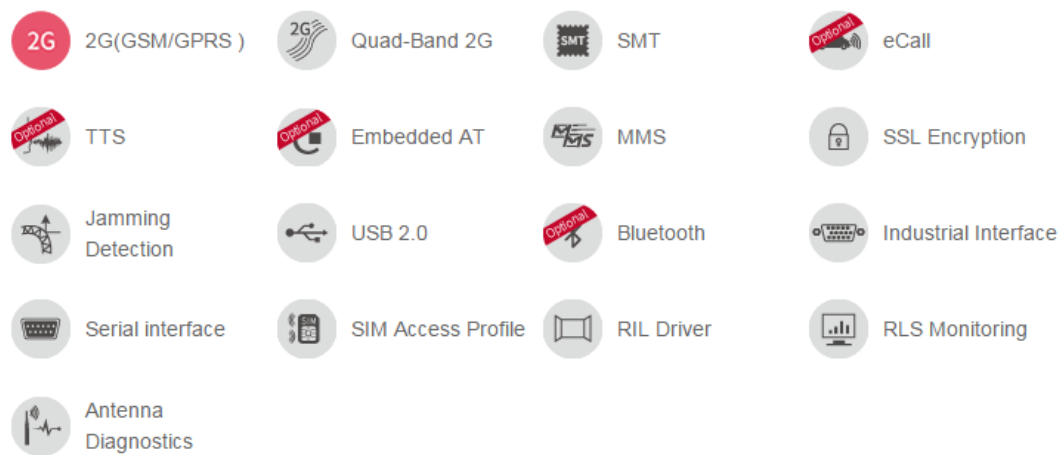 2G 2G(GSM/GPRS ) 2G Quad-Band 2G SMT SMT Optional eCall
Optional TTS Optional Embedded AT MMS MMS SSL Encryption
Jamming
Detection
USB 2.0 Optional Bluetooth Industrial Interface
Serial interface SIM SIM Access Profile RIL Driver RLS Monitoring
Antenna
Diagnostics